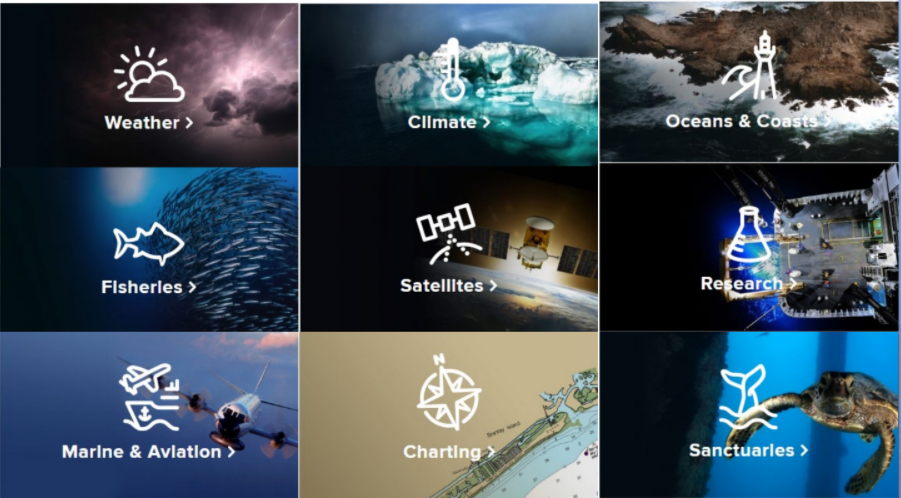 Weather >
Climate >
Oceans & Coasts >
Fisheries >
Satellites >
Research >
Marine & Aviation >
N
Charting >
Sanctuaries >